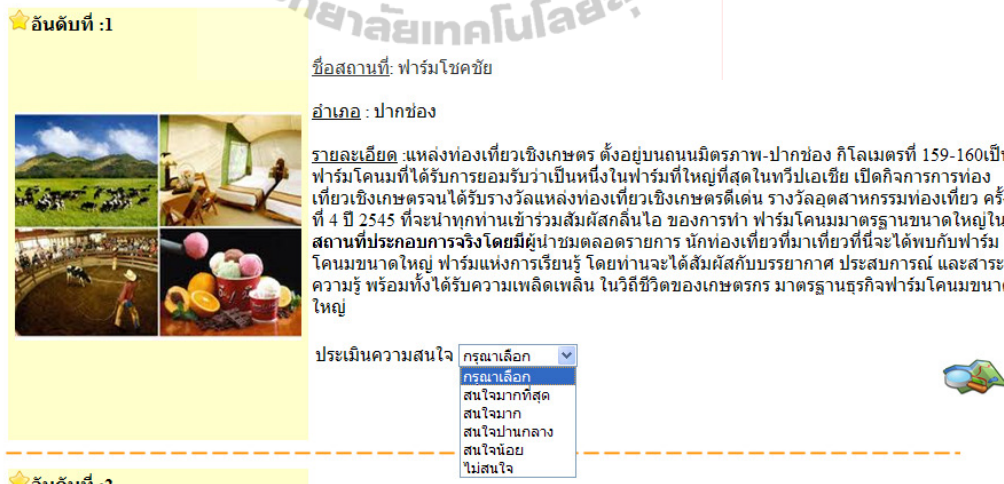 ยาลัยเทคโนโลยี
อันดับที่ :1
ชื่อสถานที่: ฟาร์มโชคชัย
อำเภอ : ปากช่อง
รายละเอียด :แหล่งท่องเที่ยวเชิงเกษตร ตั้งอยู่บนถนนมิตรภาพ-ปากช่อง กิโลเมตรที่ 159-160เป็น
ฟาร์มโคนมที่ได้รับการยอมรับว่าเป็นหนึ่งในฟาร์มที่ใหญ่ที่สุดในทวีปเอเชีย เปิดกิจการการท่อง
เที่ยวเชิงเกษตรจนได้รับรางวัลแหล่งท่องเที่ยวเชิงเกษตรดีเด่น รางวัลอุตสาหกรรมท่องเที่ยว ครั้ง
ที่ 4 ปี 2545 ที่จะนำทุกท่านเข้าร่วมสัมผัสกลิ่นไอ ของการทำ ฟาร์มโคนมมาตรฐานขนาดใหญ่ใน
สถานที่ประกอบการจริงโดยมีผู้นำชมตลอดรายการ นักท่องเที่ยวที่มาเที่ยวที่นี่จะได้พบกับฟาร์ม
โคนมขนาดใหญ่ ฟาร์มแห่งการเรียนรู้ โดยท่านจะได้สัมผัสกับบรรยากาศ ประสบการณ์ และสาระ
ความรู้ พร้อมทั้งได้รับความเพลิดเพลิน ในวิถีชีวิตของเกษตรกร มาตรฐานธุรกิจฟาร์มโคนมขนาด
ใหญ่
ประเมินความสนใจ กรุณาเลือก
กรุณาเลือก
สนใจมากที่สุด
สนใจมาก
สนใจปานกลาง
สนใจน้อย
ไม่สนใจ
อันดับที่ :2